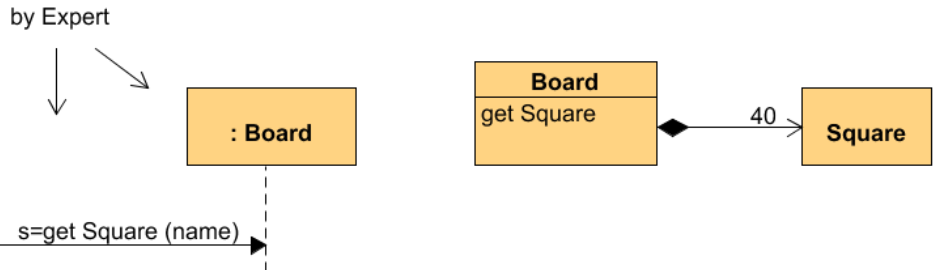 by Expert
: Board
s=get Square (name)
Board
get Square
40
Square